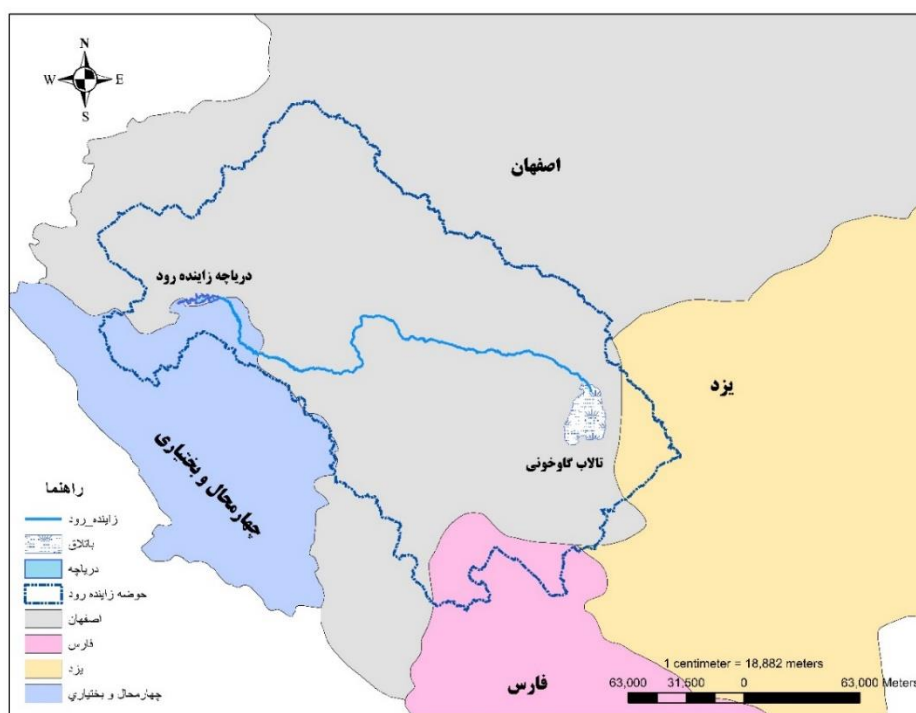 N
W E
S
اصفهان
دریاچه زاینده رود
یزد
تالاب گاوخونی
چهارمحال و بختیاری
فارس
راهنما
زاینده_رود
باتلاق
دریاچه
حوضه زاینده رود
اصفهان
فارس
یزد
چهارمحال و بختیاري
1 centimeter = 18,882 meters
63,000 31,500 0 63,000 Meters